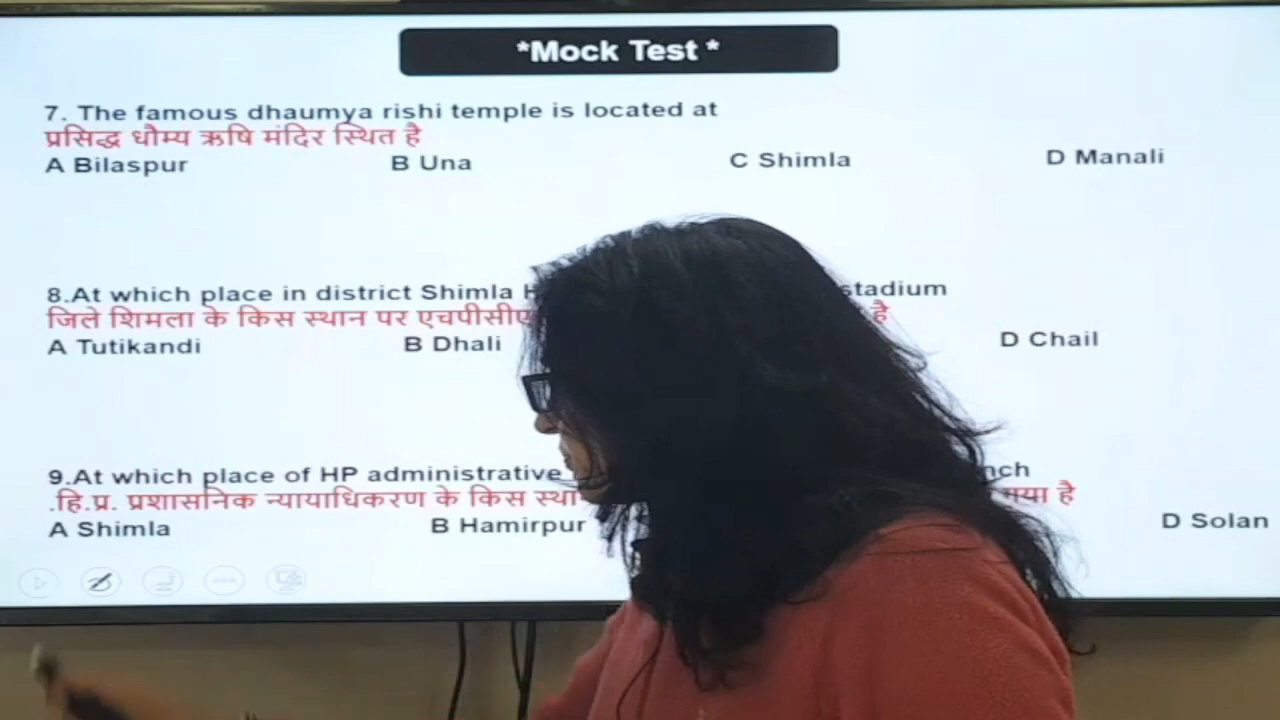 *Mock Test *
7. The famous dhaumya rishi temple is located at
प्रसिद्ध धौम्य ऋषि मंदिर स्थित है
A Bilaspur B Una C Shimla D Manali
8.At which place in district Shimla stadium
जिले शिमला के किस स्थान पर एचपीसीए है
A Tutikandi B Dhali D Chail
9.At which place of HP administrative
.हि.प्र. प्रशासनिक न्यायाधिकरण के किस गया है
A Shimla B Hamirpur D Solan